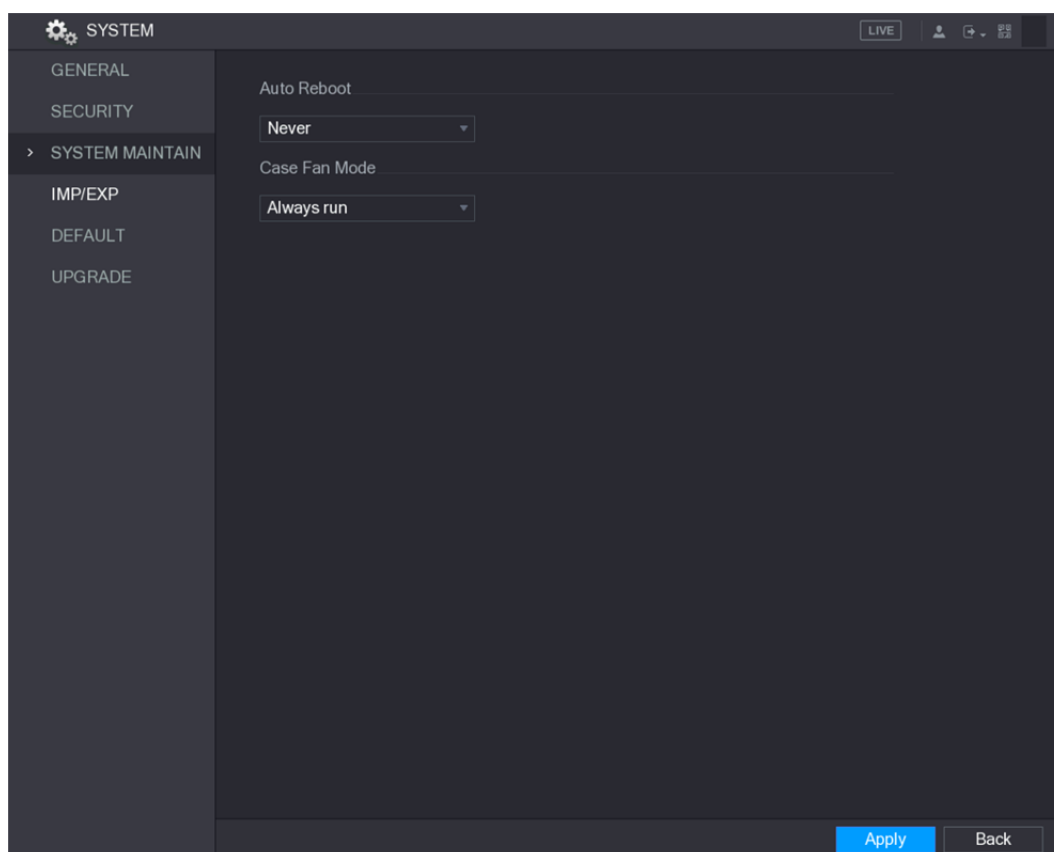 SYSTEM
LIVE
GENERAL
SECURITY
> SYSTEM MAINTAIN
IMP/EXP
DEFAULT
UPGRADE
Auto Reboot
Never
Case Fan Mode
Always run
Apply
Back